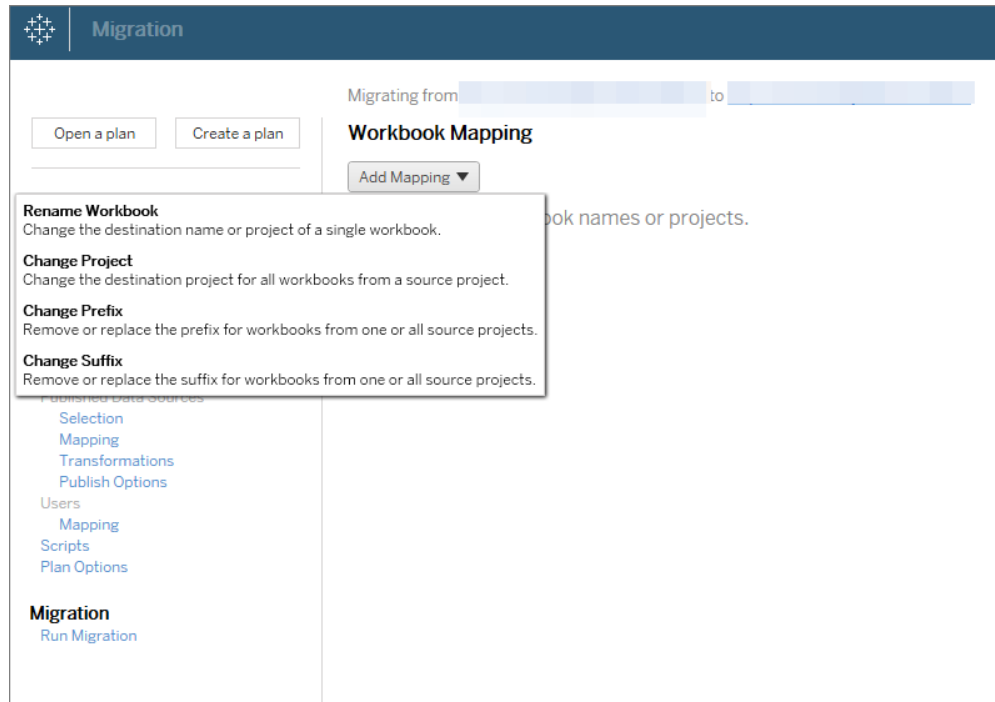 Migration
Migrating from to
Open a plan
Create a plan
Workbook Mapping
Add Mapping ▼
names or projects.
Rename Workbook
Change the destination name or project of a single workbook.
Change Project
Change the destination project for all workbooks from a source project.
Change Prefix
Remove or replace the prefix for workbooks from one or all source projects.
Change Suffix
Remove or replace the suffix for workbooks from one or all source projects.
Published Data Sources
Selection
Mapping
Transformations
Publish Options
Users
Mapping
Scripts
Plan Options
Migration
Run Migration